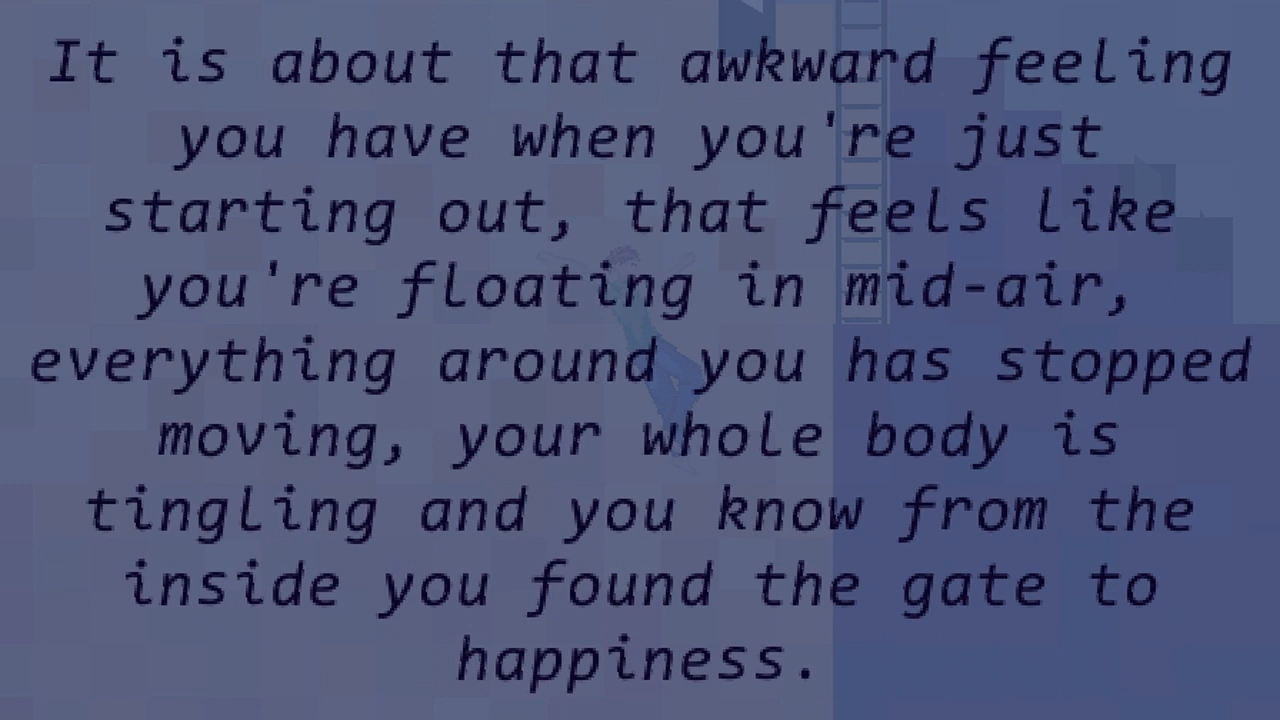 It is about that awkward feeling
you have when you're just
starting out, that feels like
you're floating in mid-air,
everything around you has stopped
moving, your whole body is
tingling and you know from the
inside you found the gate to
happiness.